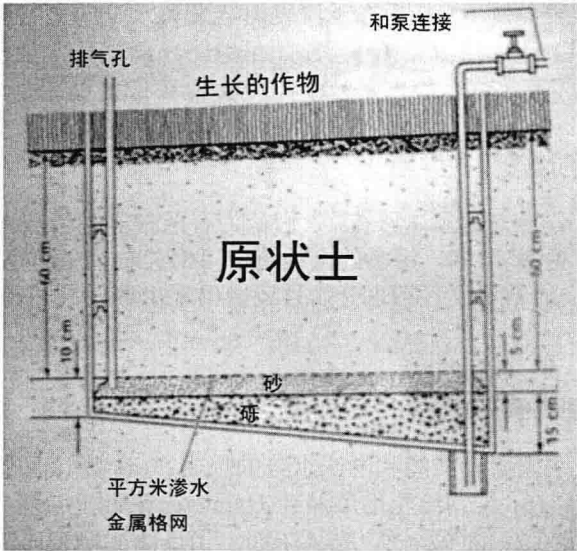 和泵连接
排气孔
生长的作物
原状土
60 cm
60 cm
10 cm
5 cm
砂
砾
15 cm
平方米渗水
金属格网